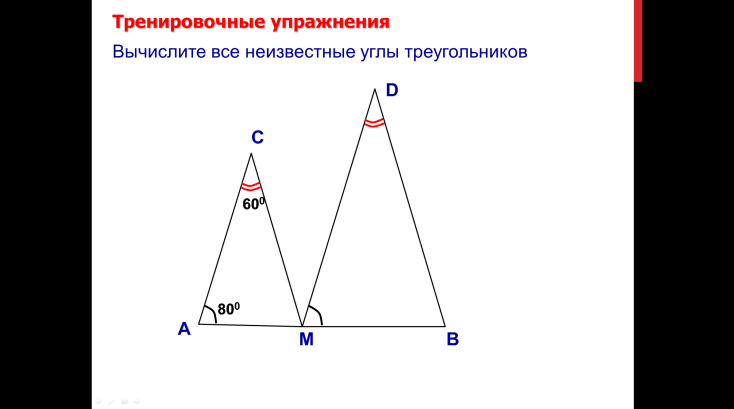 Тренировочные упражнения
Вычислите все неизвестные углы треугольников
D
C
60⁰
80⁰
A
M
B